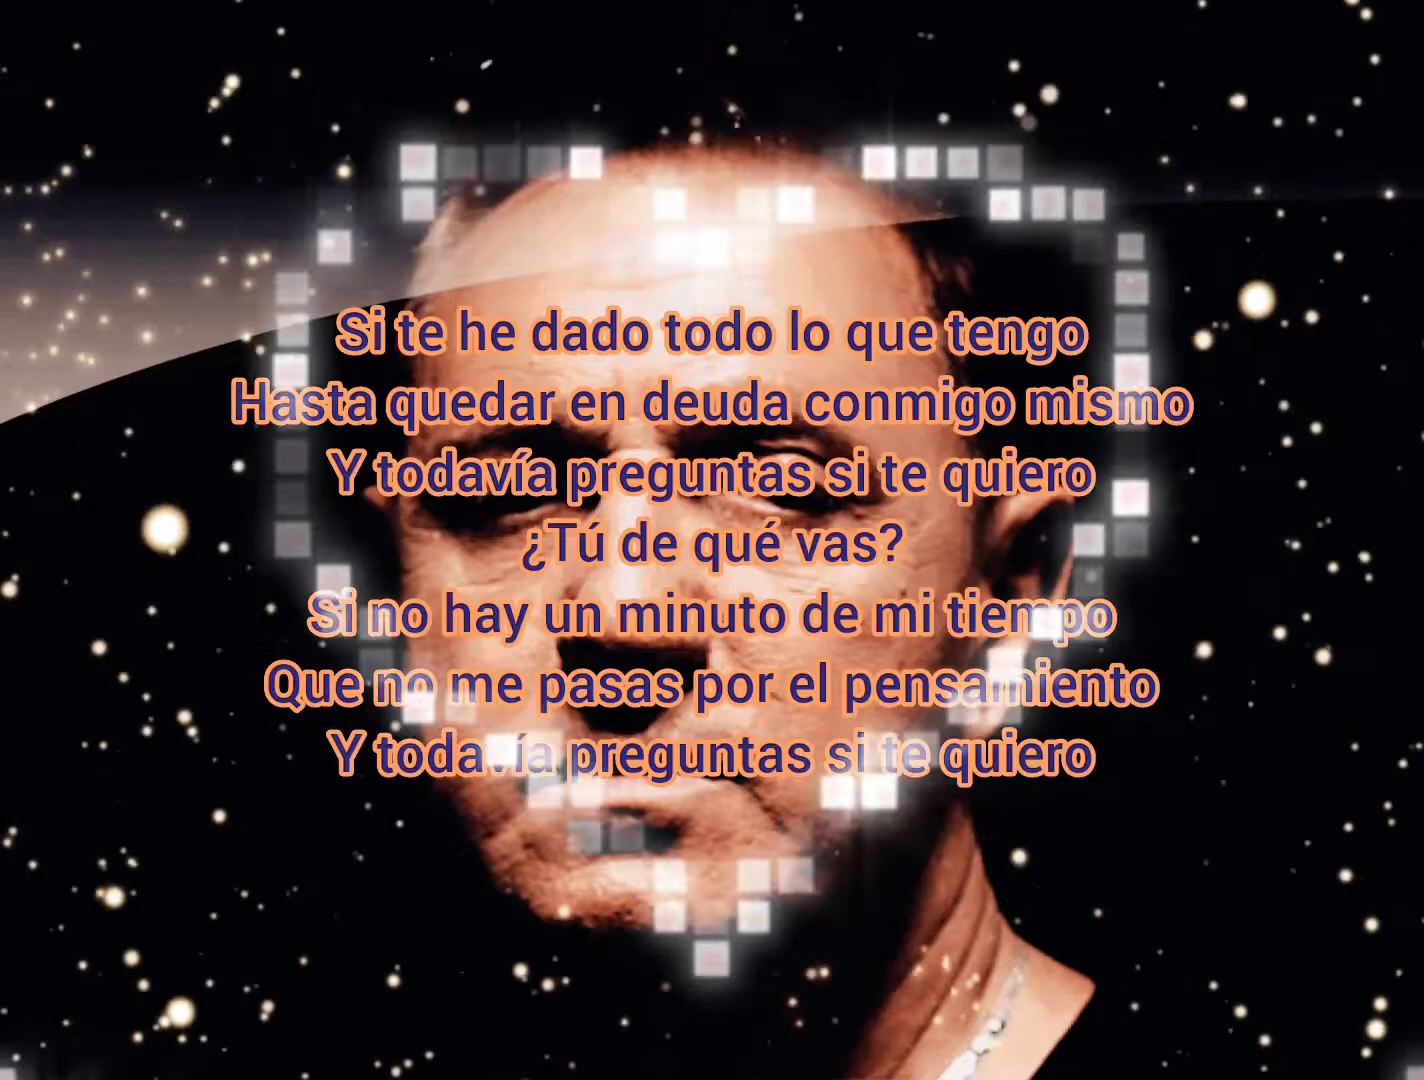 Si te he dado todo lo que tengo
Hasta quedar en deuda conmigo mismo
Y todavía preguntas si te quiero
¿Tú de qué vas?
Si no hay un minuto de mi tiempo
Que no me pasas por el pensamiento
Y todavía preguntas si te quiero